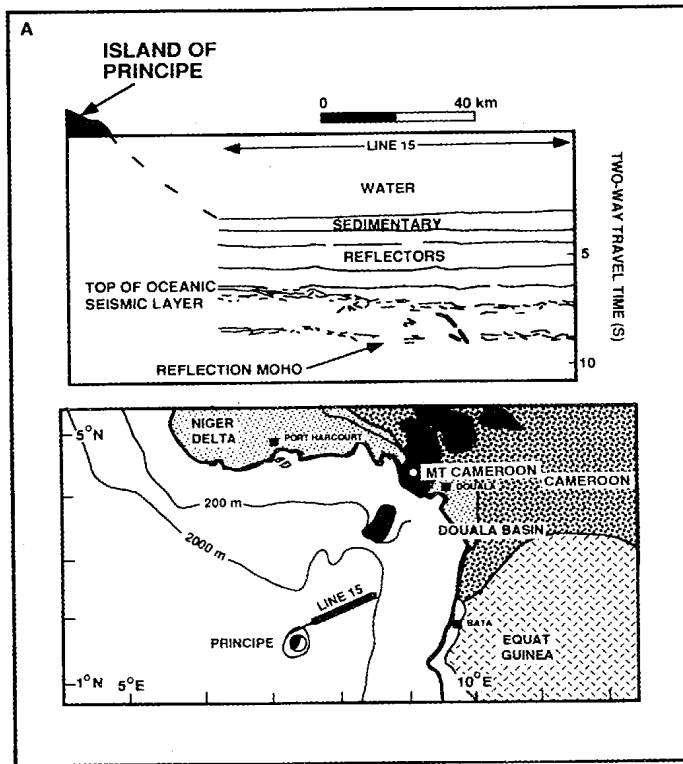 A
ISLAND OF
PRINCIPE
0 40 km
LINE 15
WATER
SEDIMENTARY
REFLECTORS
5
TOP OF OCEANIC
SEISMIC LAYER
REFLECTION MOHO
10
TWO-WAY TRAVEL TIME (S)
5°N
NIGER
DELTA
PORT HARCOURT
MT CAMEROON
CAMEROON
DOUALA
200 m
DOUALA BASIN
2000 m
LINE 15
PRINCIPE
BATA
EQUAT
GUINEA
1°N
5°E
10°E